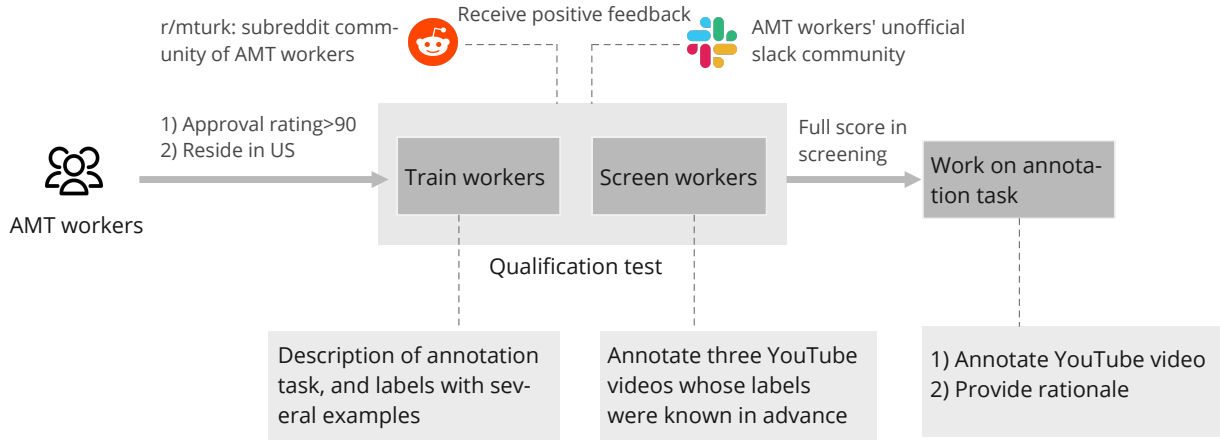 r/mturk: subreddit com-
munity of AMT workers
Receive positive feedback
AMT workers' unofficial
slack community
1) Approval rating>90
2) Reside in US
AMT workers
Train workers
Screen workers
Full score in
screening
Work on annota-
tion task
Qualification test
Description of annotation
task, and labels with sev-
eral examples
Annotate three YouTube
videos whose labels
were known in advance
1) Annotate YouTube video
2) Provide rationale